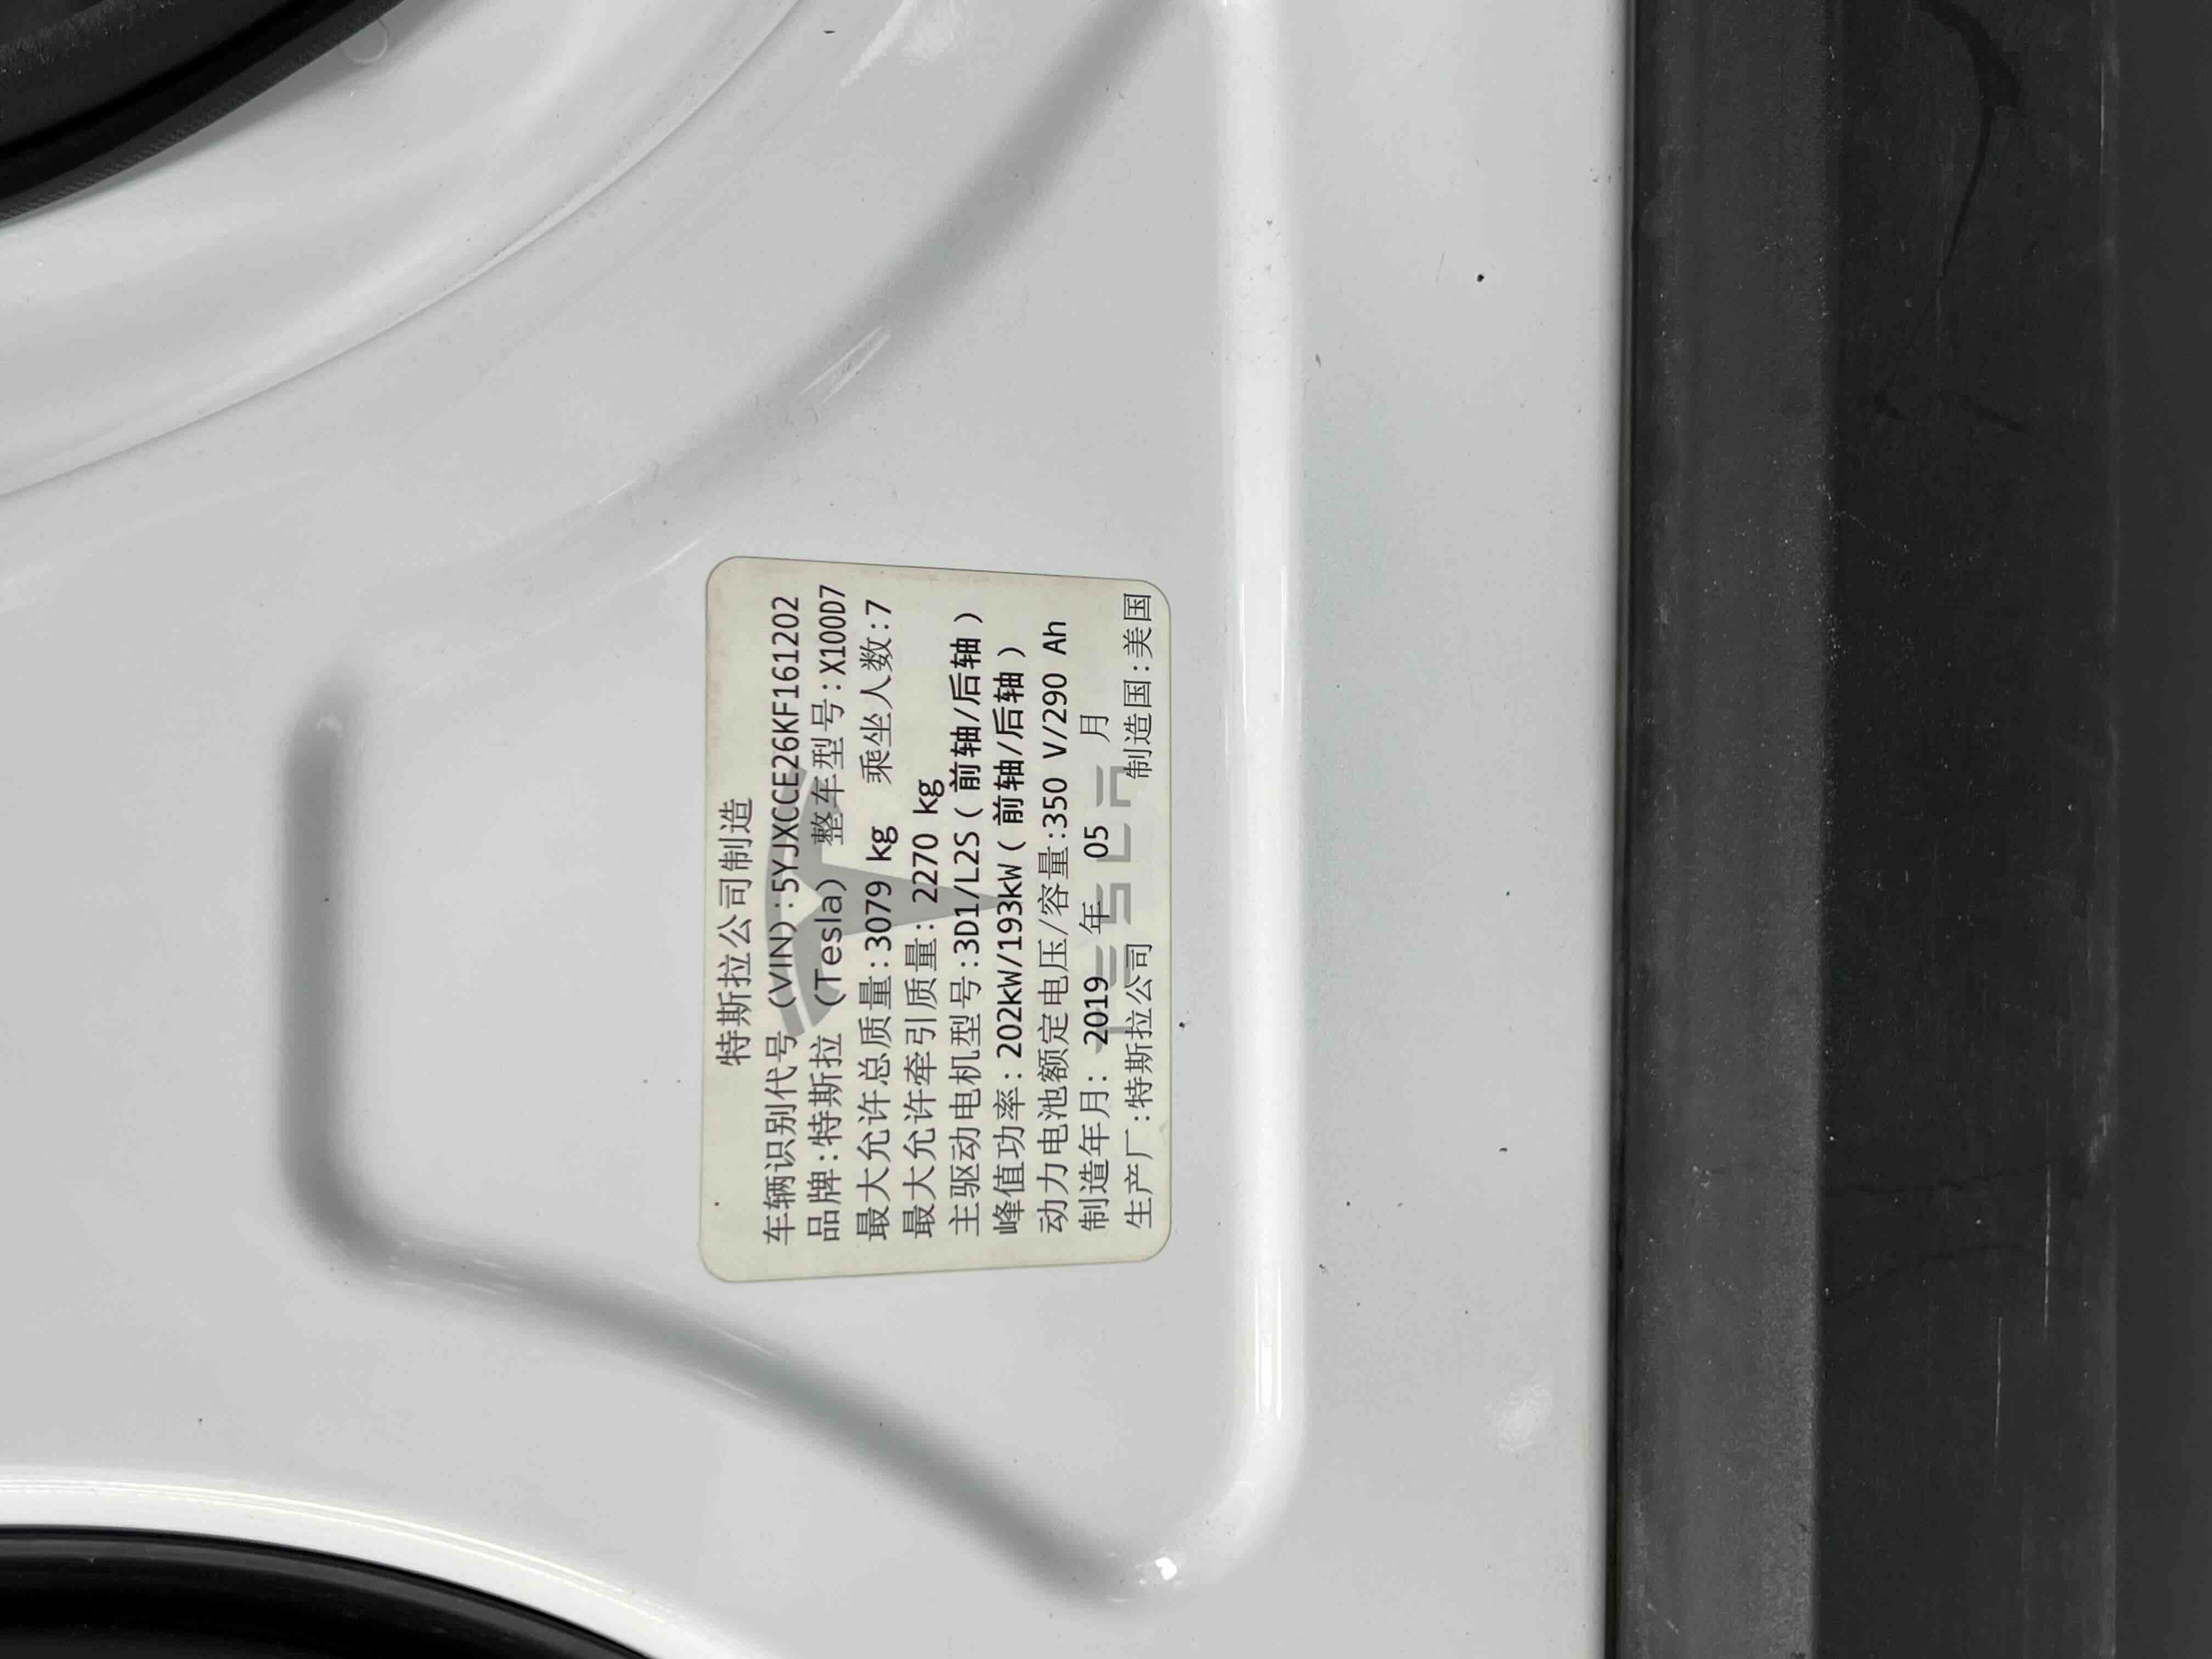 特斯拉公司制造
车辆识别代号（VIN）:5YJXCCE26KF161202
品牌:特斯拉（Tesla） 整车型号:X100D7
最大允许总质量:3079 kg 乘坐人数:7
最大允许牵引质量: 2270 kg
主驱动电机型号:3D1/L2S（前轴/后轴）
峰值功率: 202kW/193kW（前轴/后轴）
动力电池额定电压/容量:350 V/290 Ah
制造年月: 2019 年 05 月
生产厂:特斯拉公司 制造国:美国
TESLA